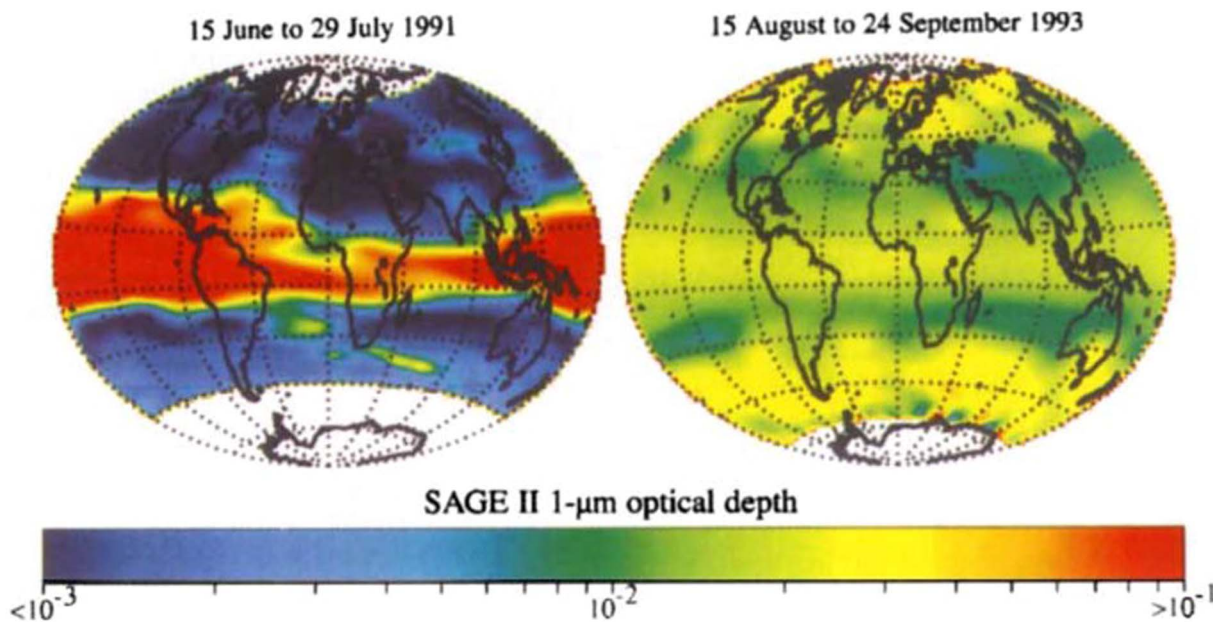 15 June to 29 July 1991
15 August to 24 September 1993
SAGE II 1-μm optical depth
<10⁻³ 10⁻² >10⁻¹